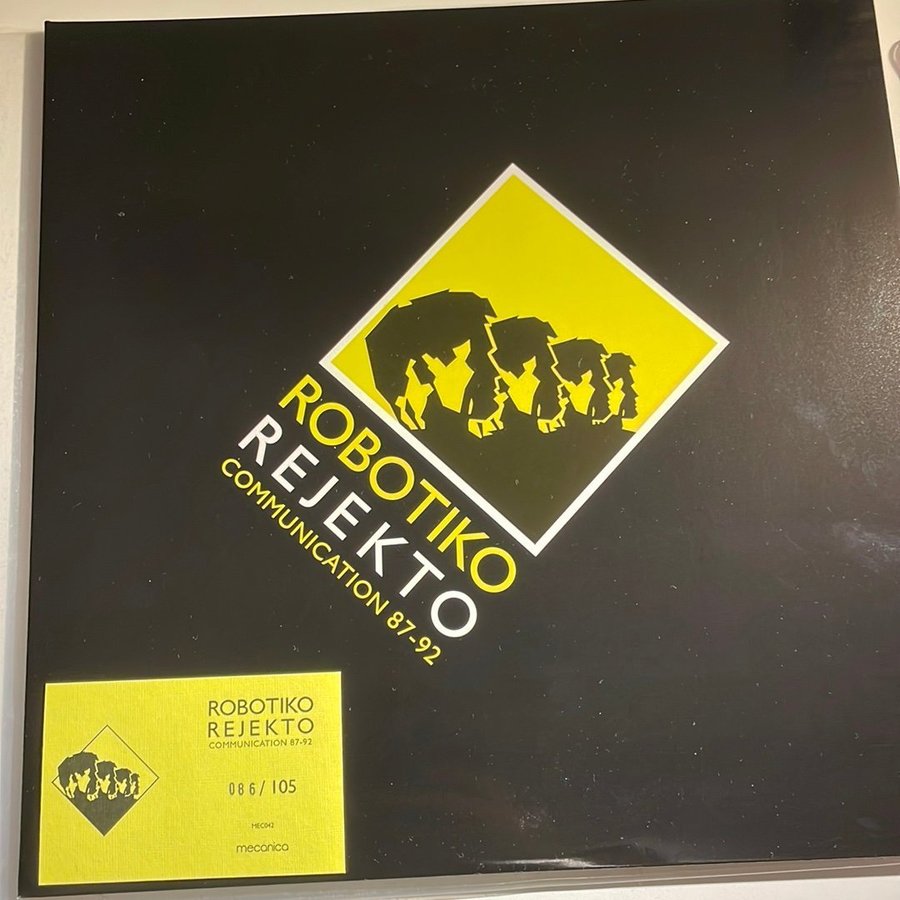 ROBOTIKO
REJEKTO
COMMUNICATION 87-92
ROBOTIKO
REJEKTO
COMMUNICATION 87-92
086/105
MEC042
mecanica